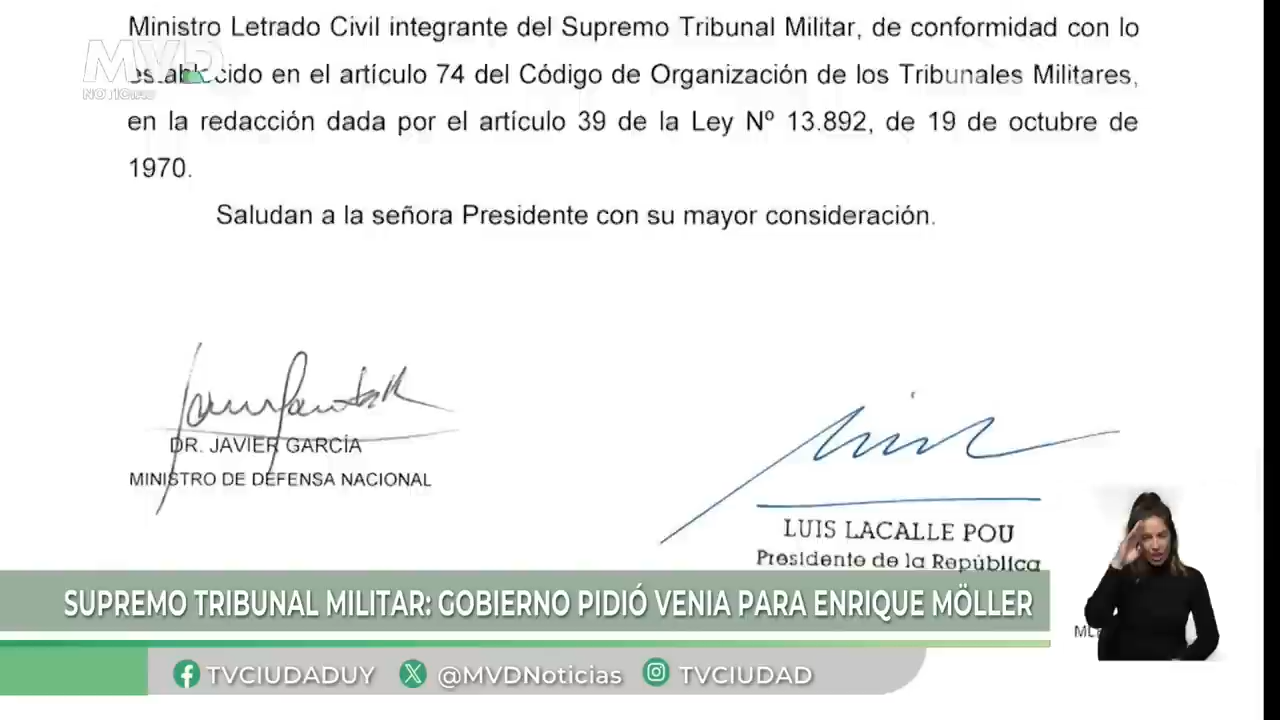 Ministro Letrado Civil integrante del Supremo Tribunal Militar, de conformidad con lo
establecido en el artículo 74 del Código de Organización de los Tribunales Militares,
en la redacción dada por el artículo 39 de la Ley Nº 13.892, de 19 de octubre de
1970.
Saludan a la señora Presidente con su mayor consideración.
MVD
NOTICIAS
DR. JAVIER GARCÍA
MINISTRO DE DEFENSA NACIONAL
LUIS LACALLE POU
Presidente de la República
SUPREMO TRIBUNAL MILITAR: GOBIERNO PIDIÓ VENIA PARA ENRIQUE MÖLLER
TVCIUDADUY @MVDNoticias TVCIUDAD